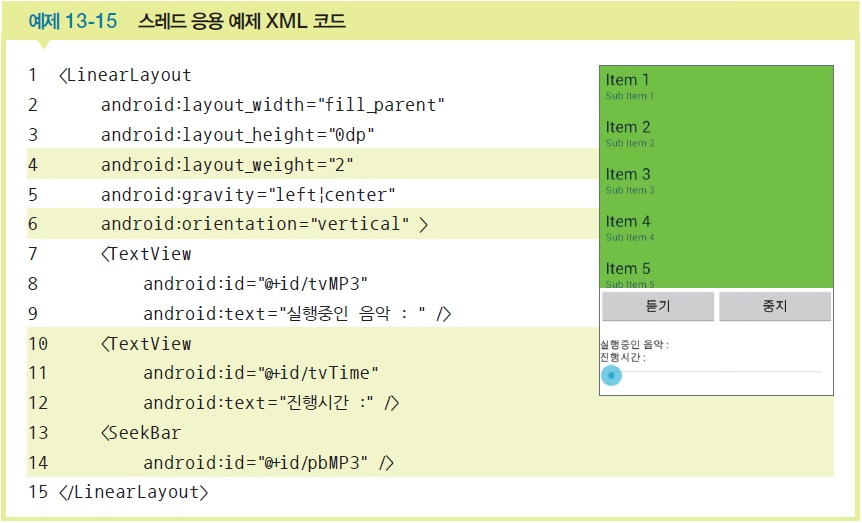 예제 13-15 스레드 응용 예제 XML 코드
1 <LinearLayout
2 android:layout_width="fill_parent"
3 android:layout_height="0dp"
4 android:layout_weight="2"
5 android:gravity="left¦center"
6 android:orientation="vertical" >
7 <TextView
8 android:id="@+id/tvMP3"
9 android:text="실행중인 음악 : " />
10 <TextView
11 android:id="@+id/tvTime"
12 android:text="진행시간 :" />
13 <SeekBar
14 android:id="@+id/pbMP3" />
15 </LinearLayout>
Item 1
Sub Item 1
Item 2
Sub Item 2
Item 3
Sub Item 3
Item 4
Sub Item 4
Item 5
Sub Item 5
듣기 중지
실행중인 음악 :
진행시간 :